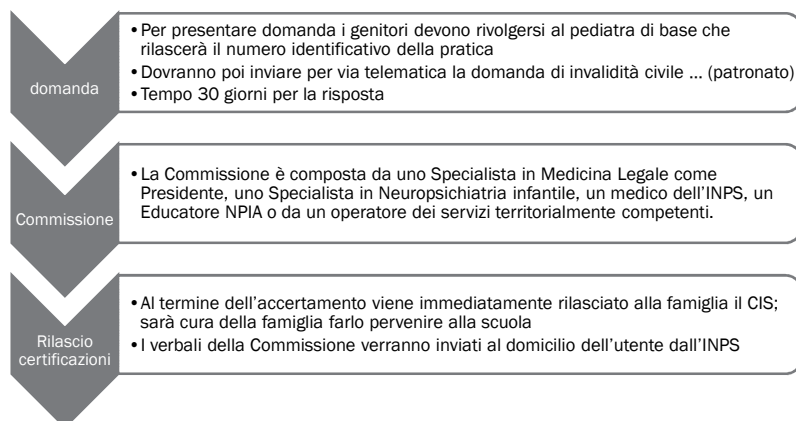 domanda
•Per presentare domanda i genitori devono rivolgersi al pediatra di base che
rilascerà il numero identificativo della pratica
•Dovranno poi inviare per via telematica la domanda di invalidità civile ... (patronato)
•Tempo 30 giorni per la risposta
Commissione
•La Commissione è composta da uno Specialista in Medicina Legale come
Presidente, uno Specialista in Neuropsichiatria infantile, un medico dell'INPS, un
Educatore NPIA o da un operatore dei servizi territorialmente competenti.
Rilascio
certificazioni
•Al termine dell'accertamento viene immediatamente rilasciato alla famiglia il CIS;
sarà cura della famiglia farlo pervenire alla scuola
•I verbali della Commissione verranno inviati al domicilio dell'utente dall'INPS